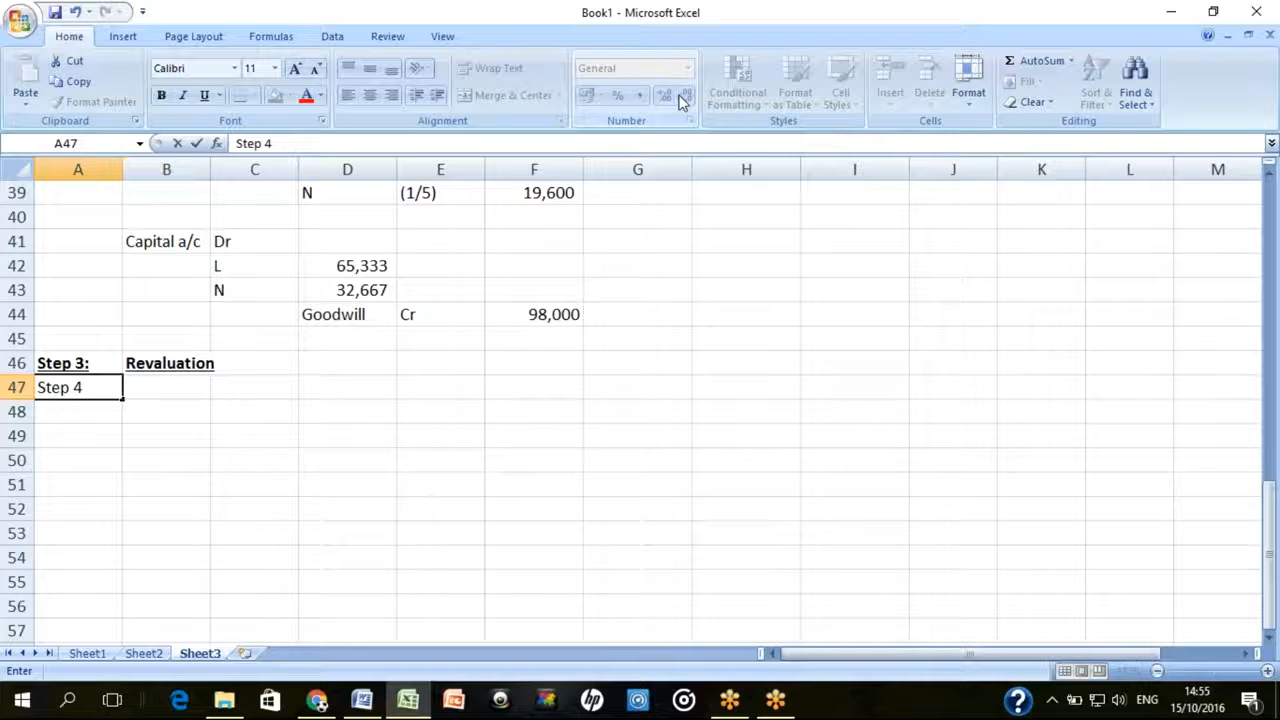 Book1 - Microsoft Excel
Home Insert Page Layout Formulas Data Review View
Paste
Cut
Copy
Format Painter
Clipboard
Calibri 11
B I U
Font
Wrap Text
Merge & Center
Alignment
General
%
Number
Conditional Formatting
Format as Table
Cell Styles
Styles
Insert
Delete
Format
Cells
Σ AutoSum
Fill
Clear
Sort & Filter
Find & Select
Editing
A47 fx Step 4
A B C D E F G H I J K L M
39 N (1/5) 19,600
40
41 Capital a/c Dr
42 L 65,333
43 N 32,667
44 Goodwill Cr 98,000
45
46 Step 3: Revaluation
47 Step 4
48
49
50
51
52
53
54
55
56
57
Sheet1 Sheet2 Sheet3
Enter
hp
? ENG 14:55
15/10/2016